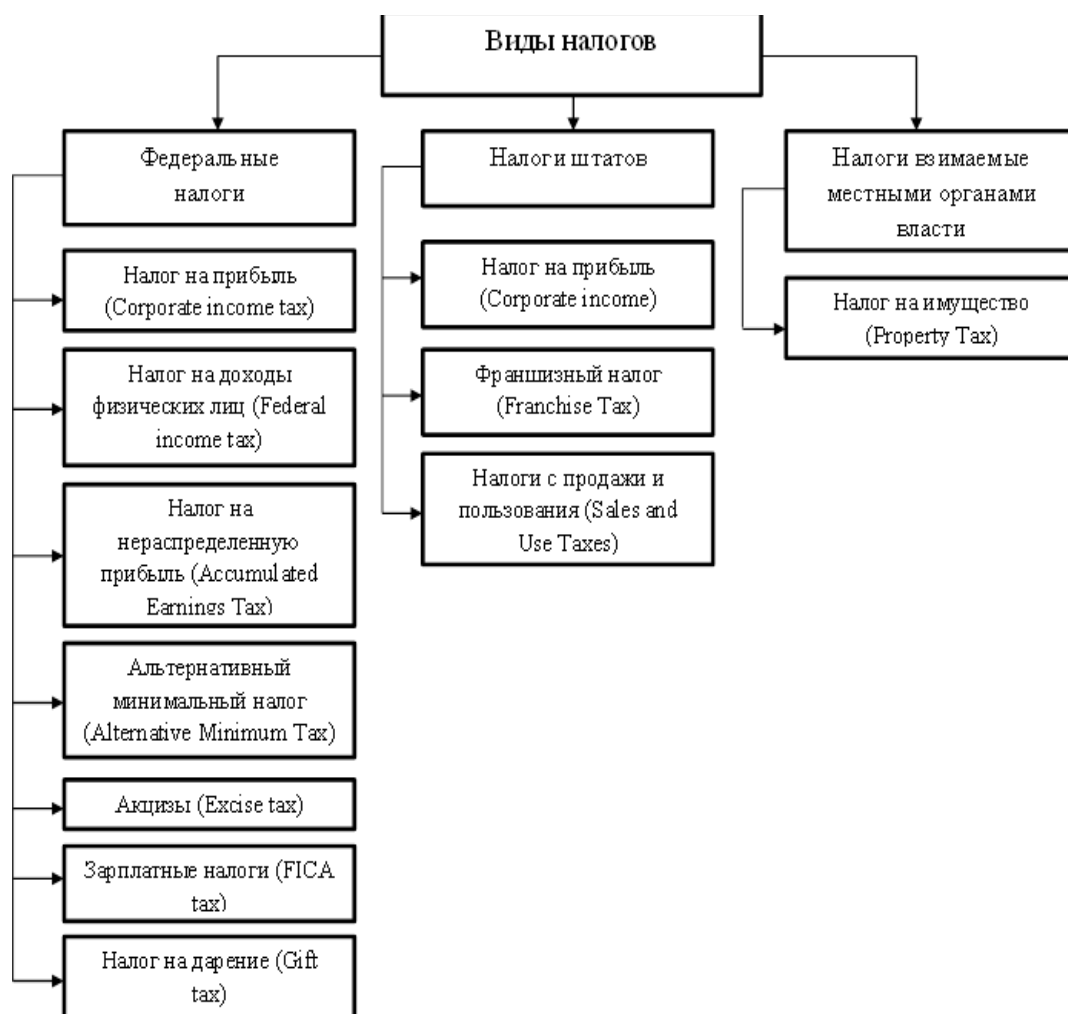 Виды налогов
Федеральные
налоги
Налог на прибыль
(Corporate income tax)
Налог на доходы
физических лиц (Federal
income tax)
Налог на
нераспределенную
прибыль (Accumulated
Earnings Tax)
Альтернативный
минимальный налог
(Alternative Minimum Tax)
Акцизы (Excise tax)
Зарплатные налоги (FICA
tax)
Налог на дарение (Gift
tax)
Налоги штатов
Налог на прибыль
(Corporate income)
Франшизный налог
(Franchise Tax)
Налоги с продажи и
пользования (Sales and
Use Taxes)
Налоги взимаемые
местными органами
власти
Налог на имущество
(Property Tax)